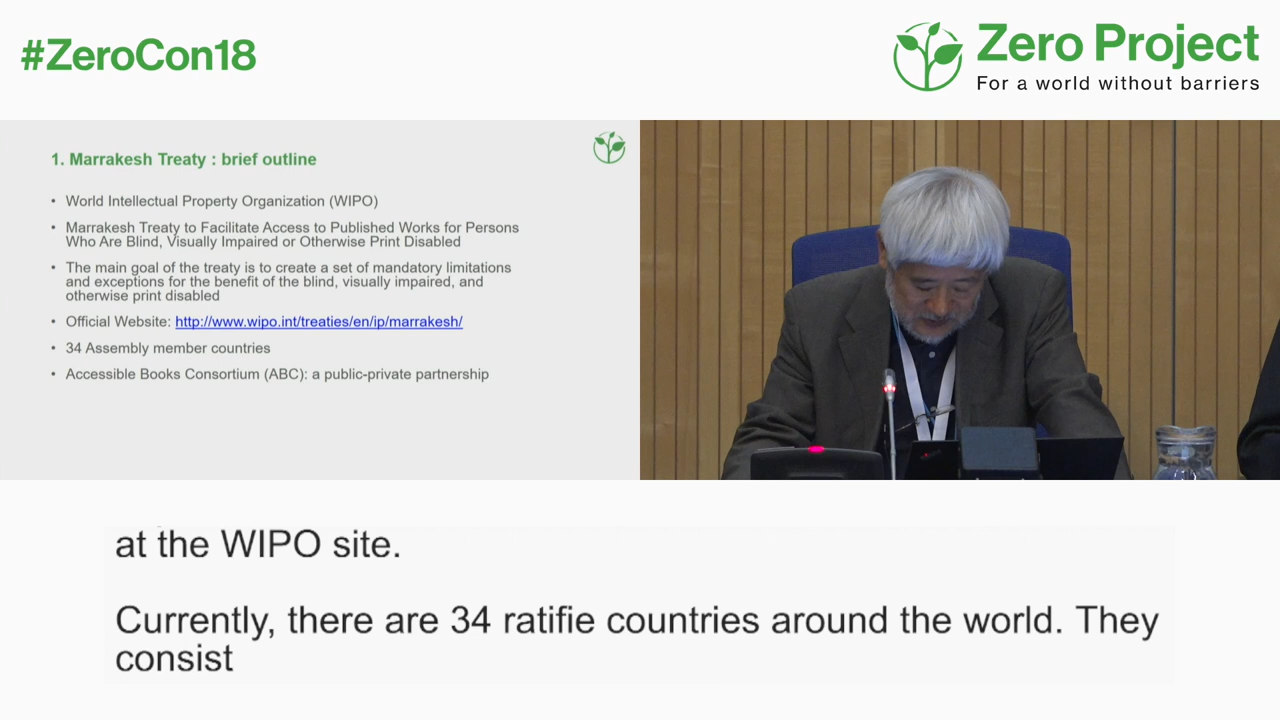 #ZeroCon18
Zero Project
For a world without barriers
1. Marrakesh Treaty : brief outline
• World Intellectual Property Organization (WIPO)
• Marrakesh Treaty to Facilitate Access to Published Works for Persons
Who Are Blind, Visually Impaired or Otherwise Print Disabled
• The main goal of the treaty is to create a set of mandatory limitations
and exceptions for the benefit of the blind, visually impaired, and
otherwise print disabled
• Official Website: http://www.wipo.int/treaties/en/ip/marrakesh/
• 34 Assembly member countries
• Accessible Books Consortium (ABC): a public-private partnership
at the WIPO site.
Currently, there are 34 ratifie countries around the world. They
consist